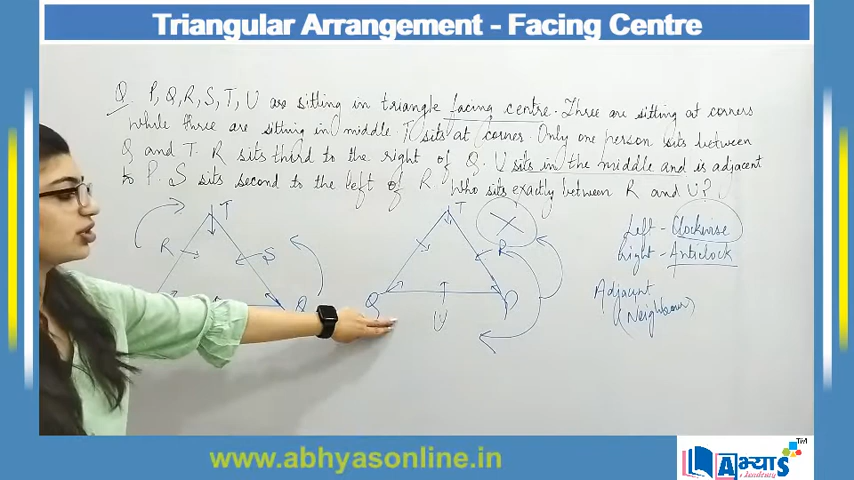 Triangular Arrangement - Facing Centre
Q. P, Q, R, S, T, U are sitting in triangle facing centre. Three are sitting at corners
while three are sitting in middle. T sits at corner. Only one person sits between
Q and T. R sits third to the right of Q. U sits in the middle and is adjacent
to P. S sits second to the left of R. Who sits exactly between R and U?
T
R
S
Q
T
R
Q
P
U
Left - Clockwise
Right - Anticlock
Adjacent
(Neighbour)
www.abhyasonline.in
अभ्याS
Academy
TM